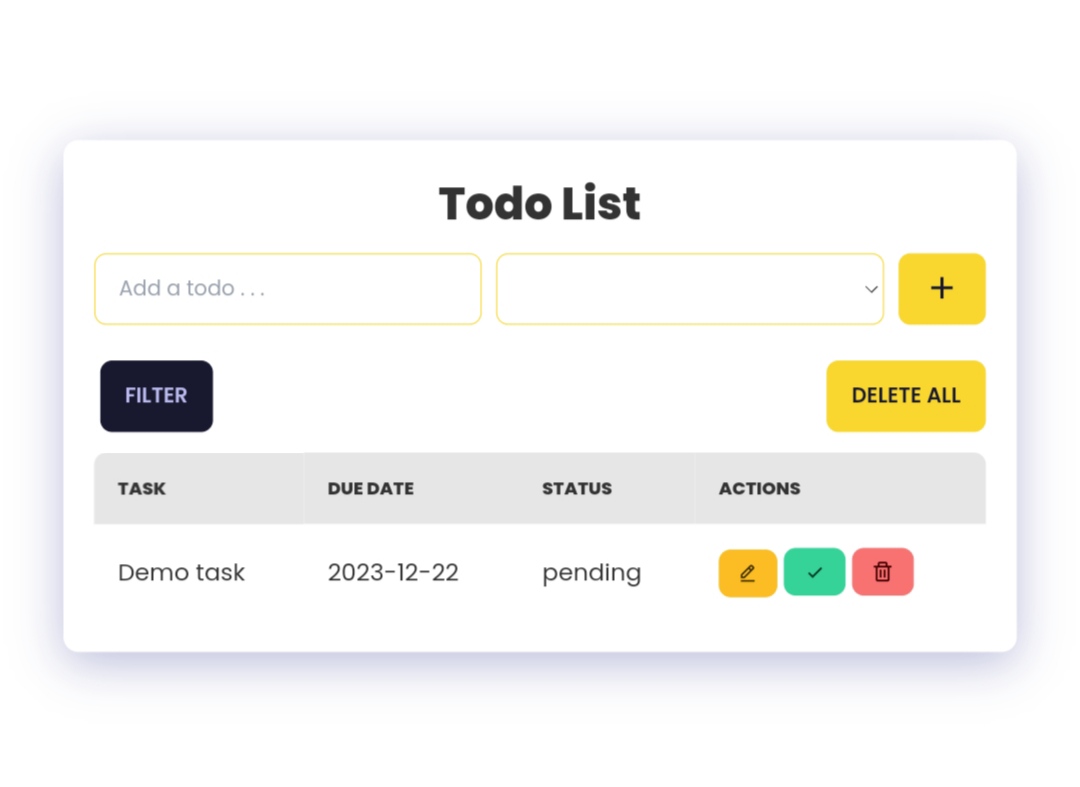 Todo List
Add a todo . . .
+
FILTER DELETE ALL
TASK DUE DATE STATUS ACTIONS
Demo task 2023-12-22 pending